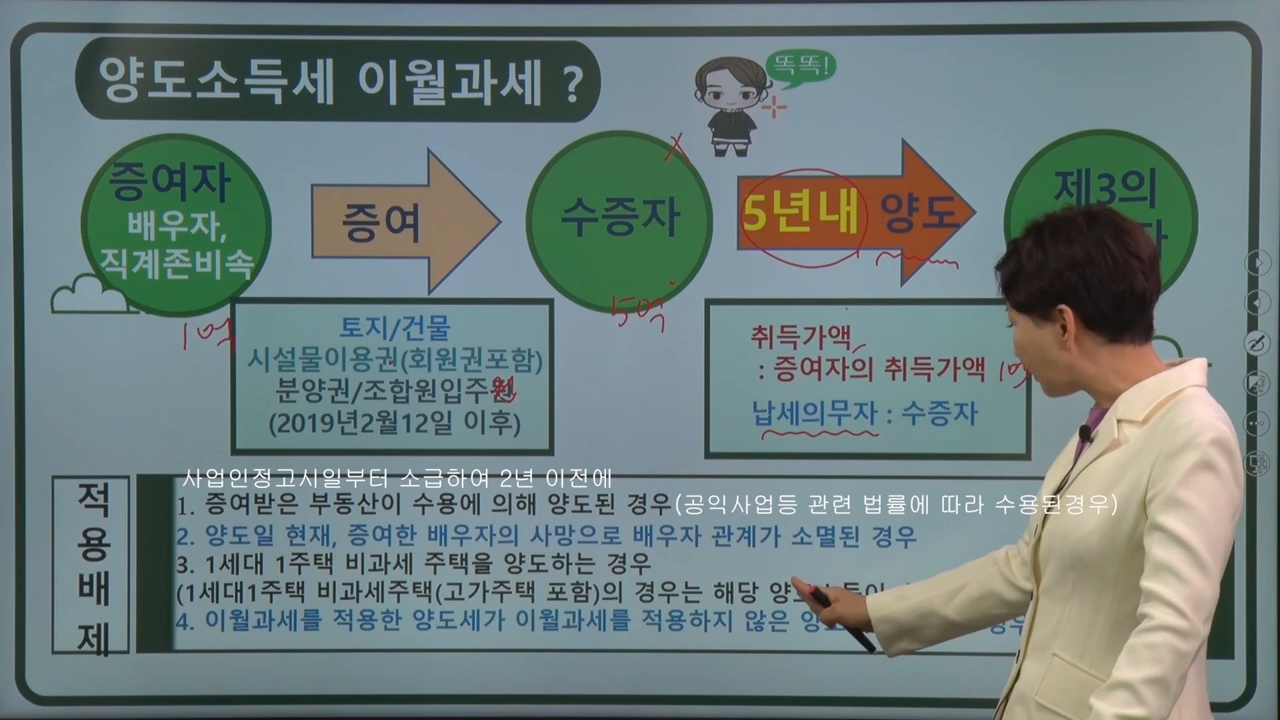 양도소득세 이월과세 ?
똑똑!
증여자
배우자,
직계존비속
증여
수증자
5년내 양도
제3의
1억
5억
토지/건물
시설물이용권(회원권포함)
분양권/조합원입주권
(2019년2월12일 이후)
취득가액
: 증여자의 취득가액 1억
납세의무자 : 수증자
적용배제
사업인정고시일부터 소급하여 2년 이전에
1. 증여받은 부동산이 수용에 의해 양도된 경우(공익사업등 관련 법률에 따라 수용된경우)
2. 양도일 현재, 증여한 배우자의 사망으로 배우자 관계가 소멸된 경우
3. 1세대 1주택 비과세 주택을 양도하는 경우
(1세대1주택 비과세주택(고가주택 포함)의 경우는 해당
4. 이월과세를 적용한 양도세가 이월과세를 적용하지 않은